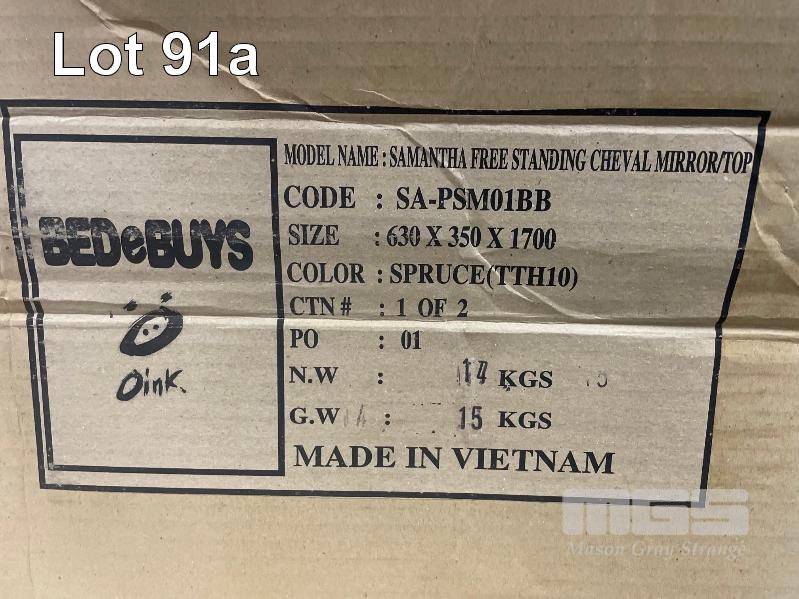 Lot 91a
BEDeBUYS
Oink.
MODEL NAME : SAMANTHA FREE STANDING CHEVAL MIRROR/TOP
CODE : SA-PSM01BB
SIZE : 630 X 350 X 1700
COLOR : SPRUCE(TTH10)
CTN # : 1 OF 2
PO : 01
N.W : KGS
G.W : 15 KGS
MADE IN VIETNAM
MGS
Mason Gray Strange